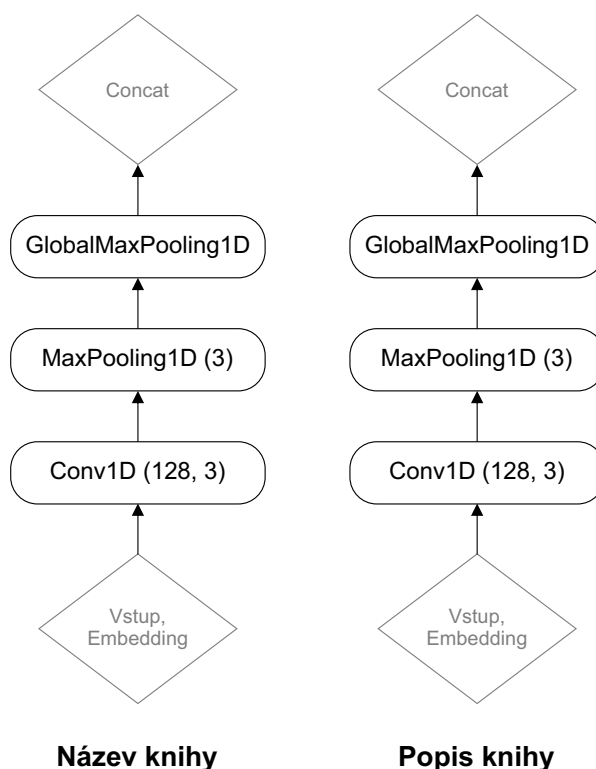 Concat
GlobalMaxPooling1D
MaxPooling1D (3)
Conv1D (128, 3)
Vstup,
Embedding
Název knihy
Concat
GlobalMaxPooling1D
MaxPooling1D (3)
Conv1D (128, 3)
Vstup,
Embedding
Popis knihy